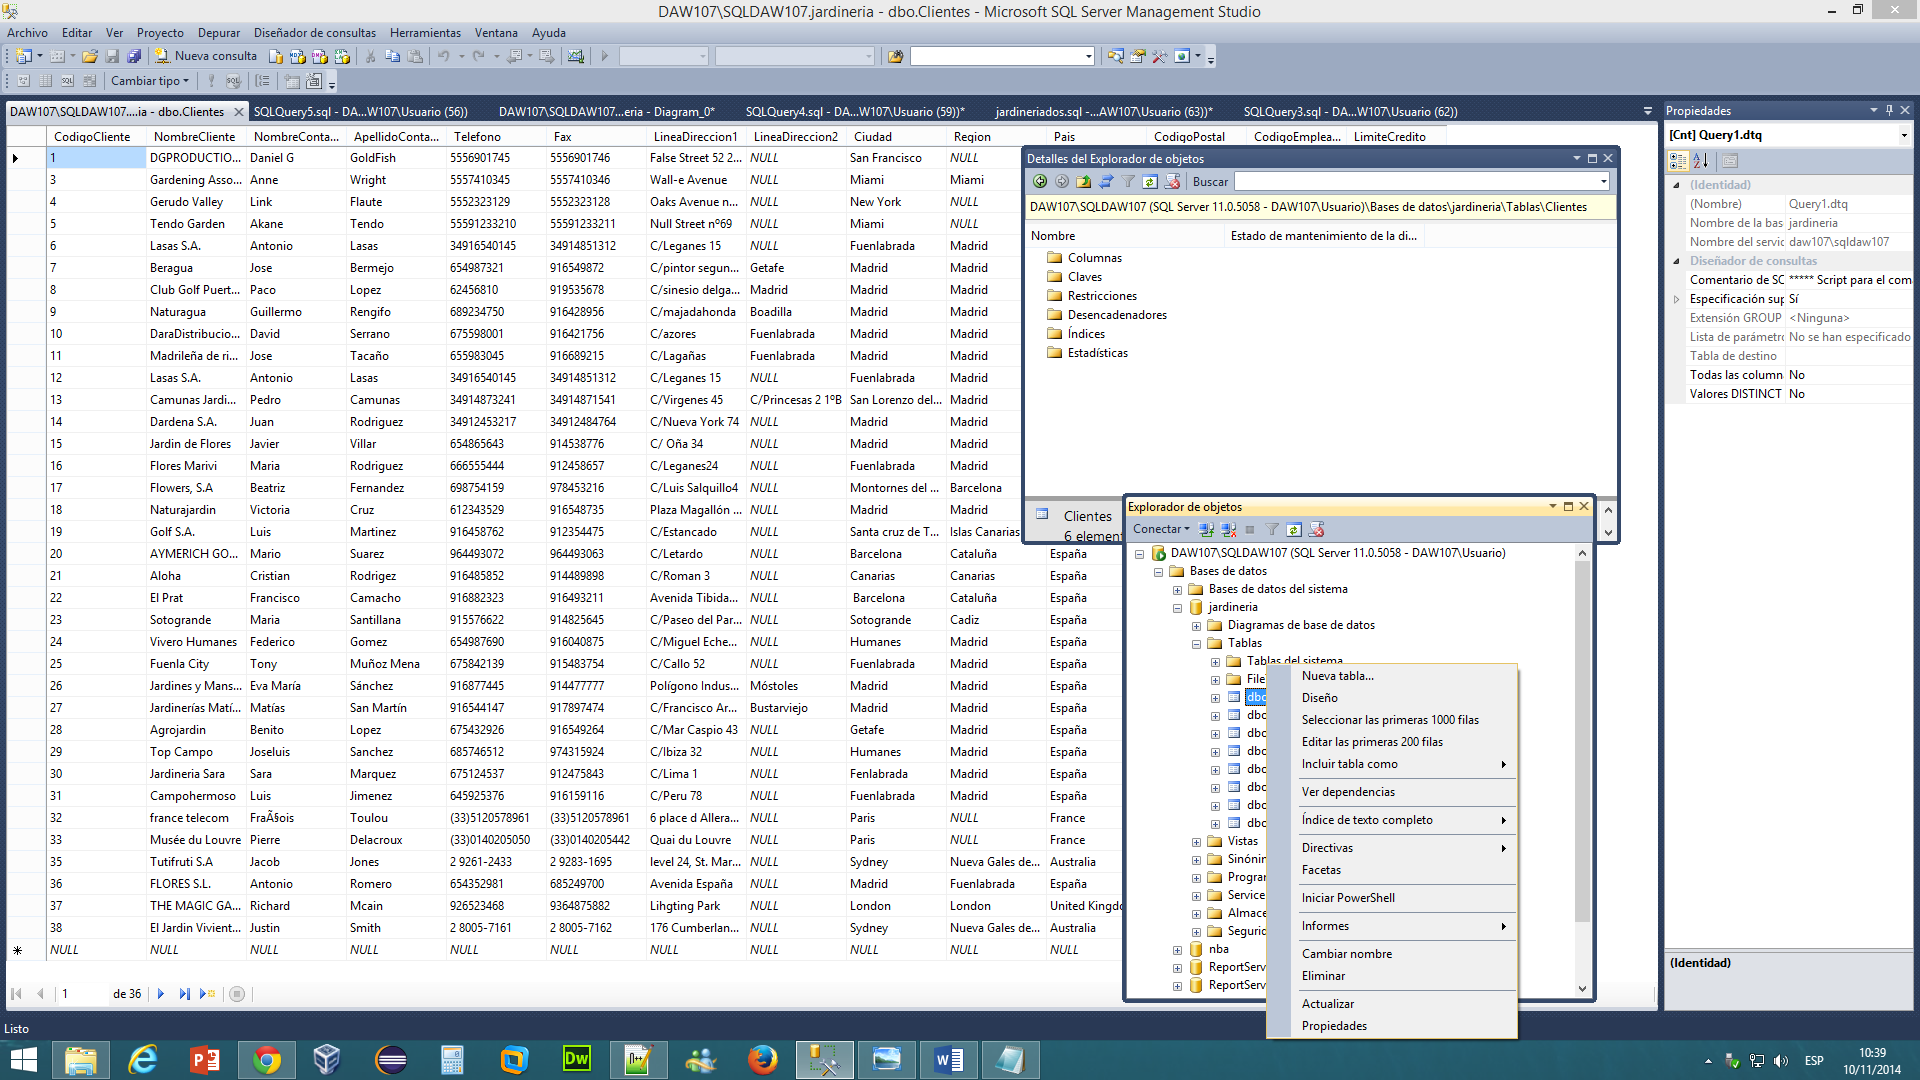 DAW107\SQLDAW107.jardineria - dbo.Clientes - Microsoft SQL Server Management Studio
Archivo Editar Ver Proyecto Depurar Diseñador de consultas Herramientas Ventana Ayuda
Nueva consulta
Cambiar tipo
DAW107\SQLDAW107....ia - dbo.Clientes SQLQuery5.sql - DA...W107\Usuario (56)) DAW107\SQLDAW107...eria - Diagram_0* SQLQuery4.sql - DA...W107\Usuario (59))* jardineriados.sql -...AW107\Usuario (63))* SQLQuery3.sql - DA...W107\Usuario (62))
CodigoCliente NombreCliente NombreConta... ApellidoConta... Telefono Fax LineaDireccion1 LineaDireccion2 Ciudad Region Pais CodigoPostal CodigoEmplea... LimiteCredito
1 DGPRODUCTIO... Daniel G GoldFish 5556901745 5556901746 False Street 52 2... NULL San Francisco NULL
3 Gardening Asso... Anne Wright 5557410345 5557410346 Wall-e Avenue NULL Miami Miami
4 Gerudo Valley Link Flaute 5552323129 5552323128 Oaks Avenue n... NULL New York NULL
5 Tendo Garden Akane Tendo 55591233210 55591233211 Null Street nº69 NULL Miami NULL
6 Lasas S.A. Antonio Lasas 34916540145 34914851312 C/Leganes 15 NULL Fuenlabrada Madrid
7 Beragua Jose Bermejo 654987321 916549872 C/pintor segun... Getafe Madrid Madrid
8 Club Golf Puert... Paco Lopez 62456810 919535678 C/sinesio delga... Madrid Madrid Madrid
9 Naturagua Guillermo Rengifo 689234750 916428956 C/majadahonda Boadilla Madrid Madrid
10 DaraDistribucio... David Serrano 675598001 916421756 C/azores Fuenlabrada Madrid Madrid
11 Madrileña de ri... Jose Tacaño 655983045 916689215 C/Lagañas Fuenlabrada Madrid Madrid
12 Lasas S.A. Antonio Lasas 34916540145 34914851312 C/Leganes 15 NULL Fuenlabrada Madrid
13 Camunas Jardi... Pedro Camunas 34914873241 34914871541 C/Virgenes 45 C/Princesas 2 1ºB San Lorenzo del... Madrid
14 Dardena S.A. Juan Rodriguez 34912453217 34912484764 C/Nueva York 74 NULL Madrid Madrid
15 Jardin de Flores Javier Villar 654865643 914538776 C/ Oña 34 NULL Madrid Madrid
16 Flores Marivi Maria Rodriguez 666555444 912458657 C/Leganes24 NULL Fuenlabrada Madrid
17 Flowers, S.A Beatriz Fernandez 698754159 978453216 C/Luis Salquillo4 NULL Montornes del ... Barcelona
18 Naturajardin Victoria Cruz 612343529 916548735 Plaza Magallón ... NULL Madrid Madrid
19 Golf S.A. Luis Martinez 916458762 912354475 C/Estancado NULL Santa cruz de T... Islas Canarias
20 AYMERICH GO... Mario Suarez 964493072 964493063 C/Letardo NULL Barcelona Cataluña España
21 Aloha Cristian Rodrigez 916485852 914489898 C/Roman 3 NULL Canarias Canarias España
22 El Prat Francisco Camacho 916882323 916493211 Avenida Tibida... NULL Barcelona Cataluña España
23 Sotogrande Maria Santillana 915576622 914825645 C/Paseo del Par... NULL Sotogrande Cadiz España
24 Vivero Humanes Federico Gomez 654987690 916040875 C/Miguel Eche... NULL Humanes Madrid España
25 Fuenla City Tony Muñoz Mena 675842139 915483754 C/Callo 52 NULL Fuenlabrada Madrid España
26 Jardines y Mans... Eva María Sánchez 916877445 914477777 Polígono Indus... Móstoles Madrid Madrid España
27 Jardinerías Matí... Matías San Martín 916544147 917897474 C/Francisco Ar... Bustarviejo Madrid Madrid España
28 Agrojardin Benito Lopez 675432926 916549264 C/Mar Caspio 43 NULL Getafe Madrid España
29 Top Campo Joseluis Sanchez 685746512 974315924 C/Ibiza 32 NULL Humanes Madrid España
30 Jardineria Sara Sara Marquez 675124537 912475843 C/Lima 1 NULL Fenlabrada Madrid España
31 Campohermoso Luis Jimenez 645925376 916159116 C/Peru 78 NULL Fuenlabrada Madrid España
32 france telecom FraÃ§ois Toulou (33)5120578961 (33)5120578961 6 place d Allera... NULL Paris NULL France
33 Musée du Louvre Pierre Delacroux (33)0140205050 (33)0140205442 Quai du Louvre NULL Paris NULL France
35 Tutifruti S.A Jacob Jones 2 9261-2433 2 9283-1695 level 24, St. Mar... NULL Sydney Nueva Gales de... Australia
36 FLORES S.L. Antonio Romero 654352981 685249700 Avenida España NULL Madrid Fuenlabrada España
37 THE MAGIC GA... Richard Mcain 926523468 9364875882 Lihgting Park NULL London London United Kingdo
38 El Jardin Vivient... Justin Smith 2 8005-7161 2 8005-7162 176 Cumberlan... NULL Sydney Nueva Gales de... Australia
NULL NULL NULL NULL NULL NULL NULL NULL NULL NULL NULL
1 de 36
Listo
Detalles del Explorador de objetos
Buscar
DAW107\SQLDAW107 (SQL Server 11.0.5058 - DAW107\Usuario)\Bases de datos\jardineria\Tablas\Clientes
Nombre Estado de mantenimiento de la di...
Columnas
Claves
Restricciones
Desencadenadores
Índices
Estadísticas
Clientes
6 element
Explorador de objetos
Conectar
DAW107\SQLDAW107 (SQL Server 11.0.5058 - DAW107\Usuario)
Bases de datos
Bases de datos del sistema
jardineria
Diagramas de base de datos
Tablas
Tablas del sistema
File
dbo
dbo
dbo
dbo
dbo
dbo
dbo
dbo
Vistas
Sinónin
Program
Service
Almace
Segurid
nba
ReportServ
ReportServ
Nueva tabla...
Diseño
Seleccionar las primeras 1000 filas
Editar las primeras 200 filas
Incluir tabla como
Ver dependencias
Índice de texto completo
Directivas
Facetas
Iniciar PowerShell
Informes
Cambiar nombre
Eliminar
Actualizar
Propiedades
Propiedades
[Cnt] Query1.dtq
(Identidad)
(Nombre) Query1.dtq
Nombre de la bas jardineria
Nombre del servic daw107\sqldaw107
Diseñador de consultas
Comentario de SC ***** Script para el com
Especificación sup Sí
Extensión GROUP <Ninguna>
Lista de parámetro No se han especificado
Tabla de destino
Todas las column No
Valores DISTINCT No
(Identidad)
ESP
10:39
10/11/2014